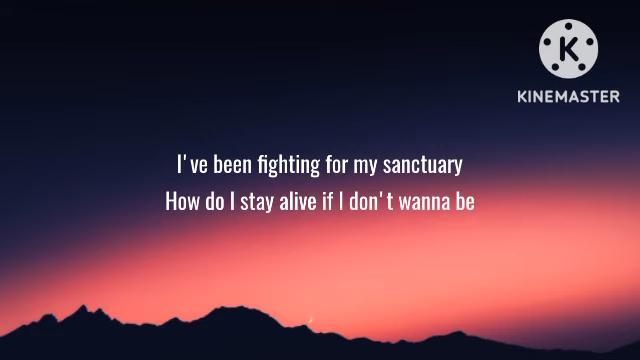 K
KINEMASTER
I've been fighting for my sanctuary
How do I stay alive if I don't wanna be